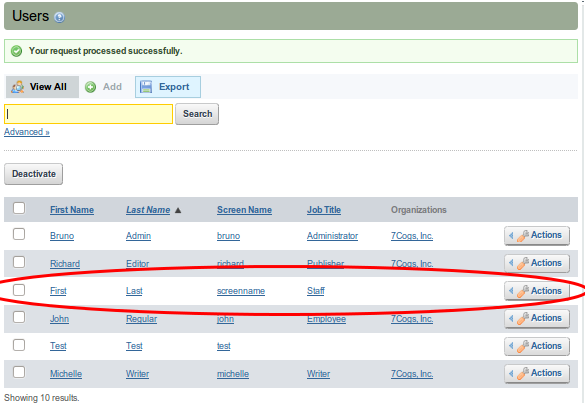 Users
Your request processed successfully.
View All Add Export
Search
Advanced »
Deactivate
First Name Last Name Screen Name Job Title Organizations
Bruno Admin bruno Administrator 7Cogs, Inc. Actions
Richard Editor richard Publisher 7Cogs, Inc. Actions
First Last screenname Staff Actions
John Regular john Employee 7Cogs, Inc. Actions
Test Test test Actions
Michelle Writer michelle Writer 7Cogs, Inc. Actions
Showing 10 results.